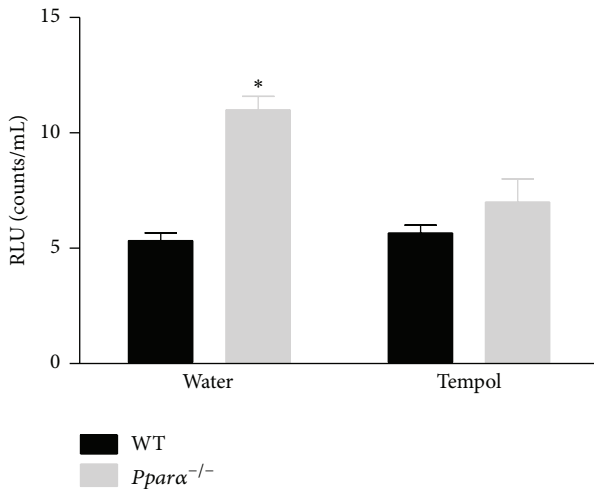 15
*
10
RLU (counts/mL)
5
0
Water Tempol
WT
Pparα⁻/⁻